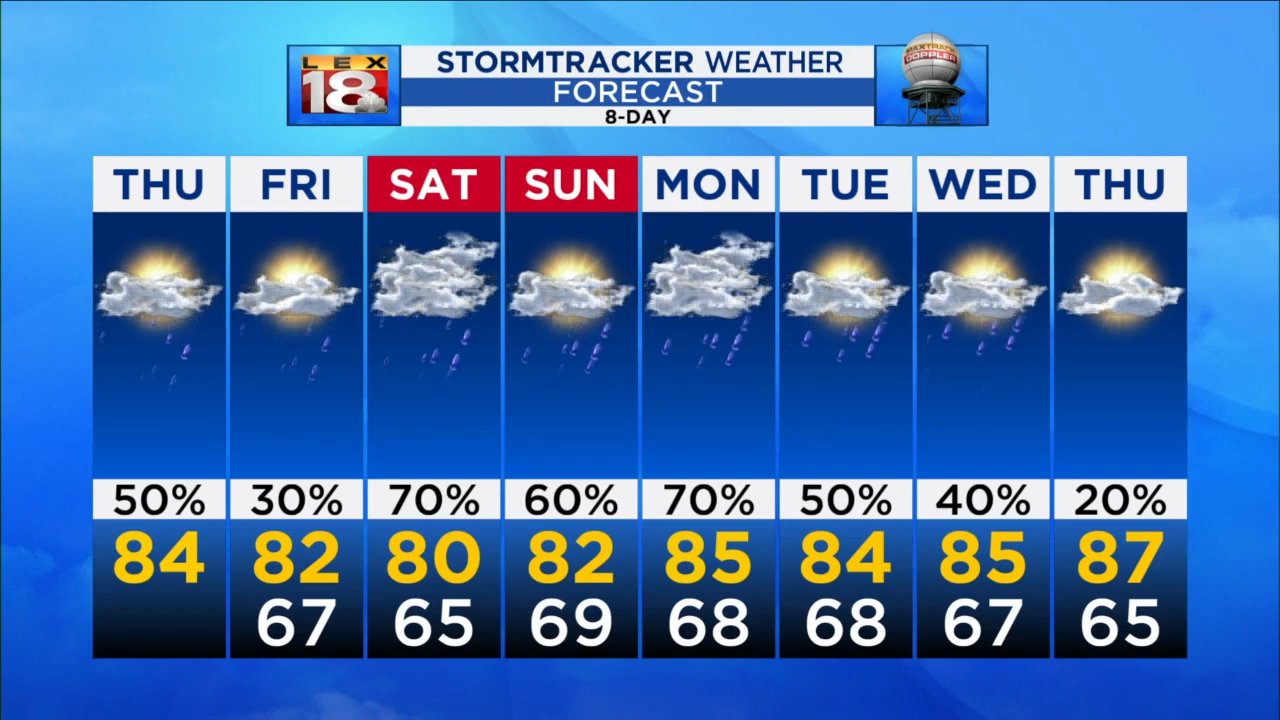 LEX
18
STORMTRACKER WEATHER
FORECAST
8-DAY
MAXTRACK
DOPPLER
THU FRI SAT SUN MON TUE WED THU
50% 30% 70% 60% 70% 50% 40% 20%
84 82 80 82 85 84 85 87
67 65 69 68 68 67 65